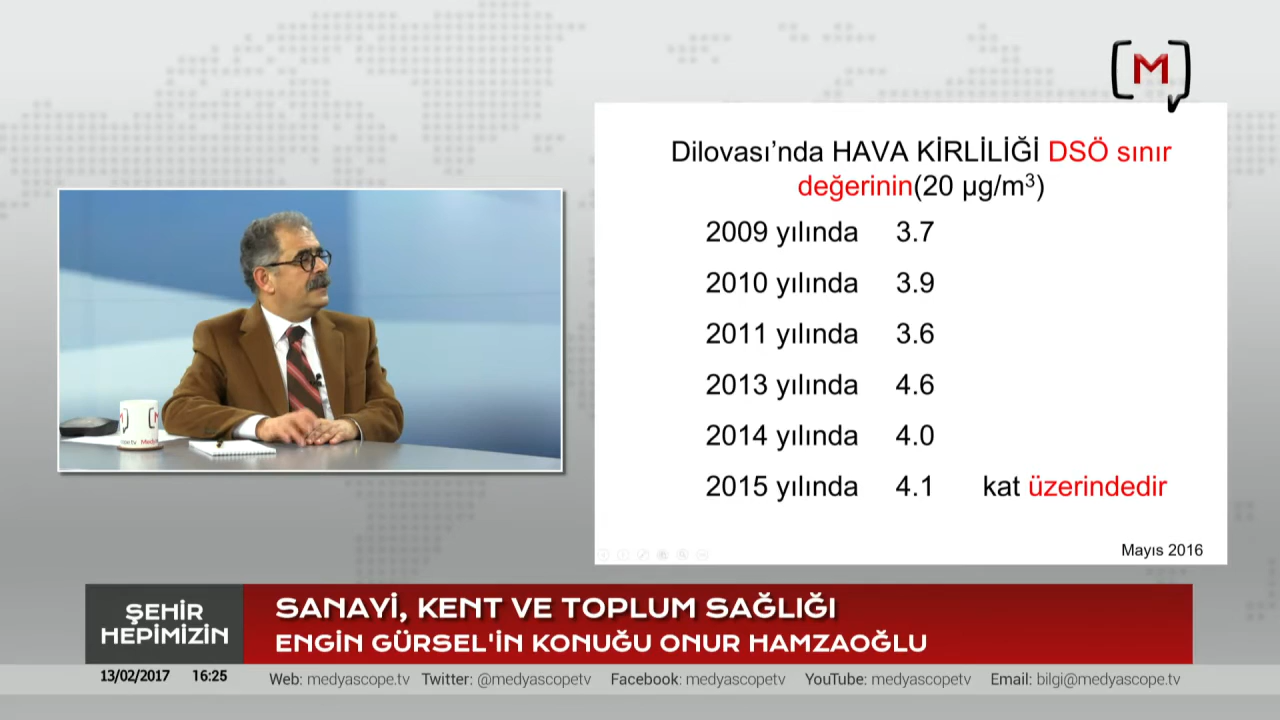 M
Dilovası'nda HAVA KİRLİLİĞİ DSÖ sınır
değerinin(20 µg/m³)
2009 yılında 3.7
2010 yılında 3.9
2011 yılında 3.6
2013 yılında 4.6
2014 yılında 4.0
2015 yılında 4.1 kat üzerindedir
Mayıs 2016
ŞEHİR
HEPİMİZİN
SANAYİ, KENT VE TOPLUM SAĞLIĞI
ENGİN GÜRSEL'İN KONUĞU ONUR HAMZAOĞLU
13/02/2017 16:25 Web: medyascope.tv Twitter: @medyascopetv Facebook: medyascopetv YouTube: medyascopetv Email: bilgi@medyascope.tv